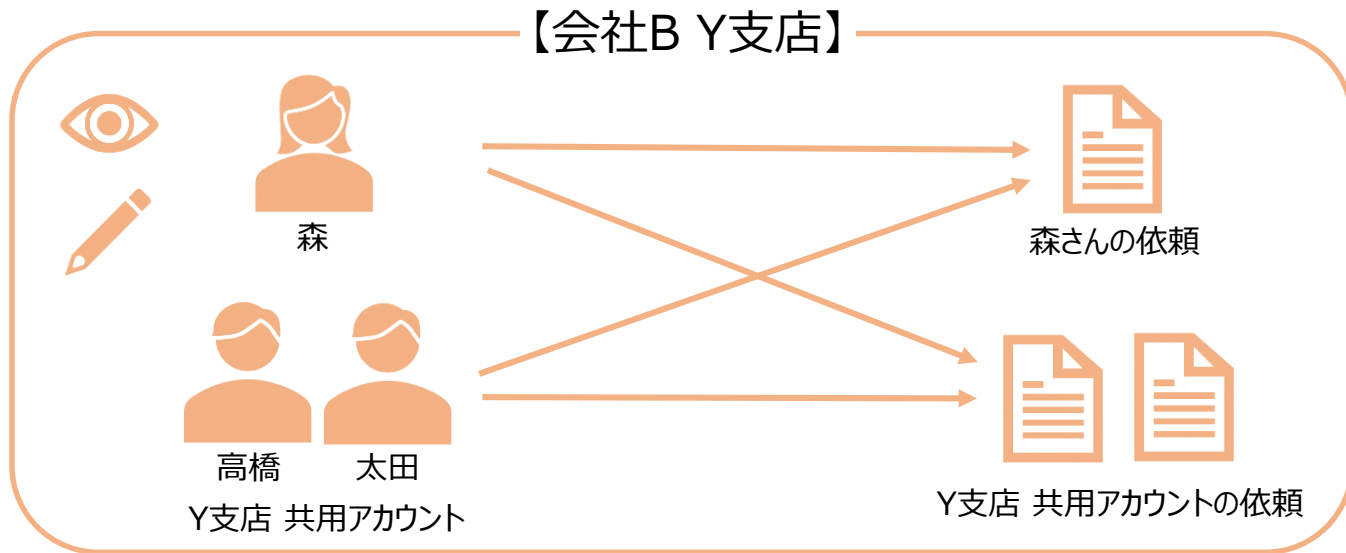 【会社B Y支店】
森
森さんの依頼
高橋
太田
Y支店 共用アカウント
Y支店 共用アカウントの依頼